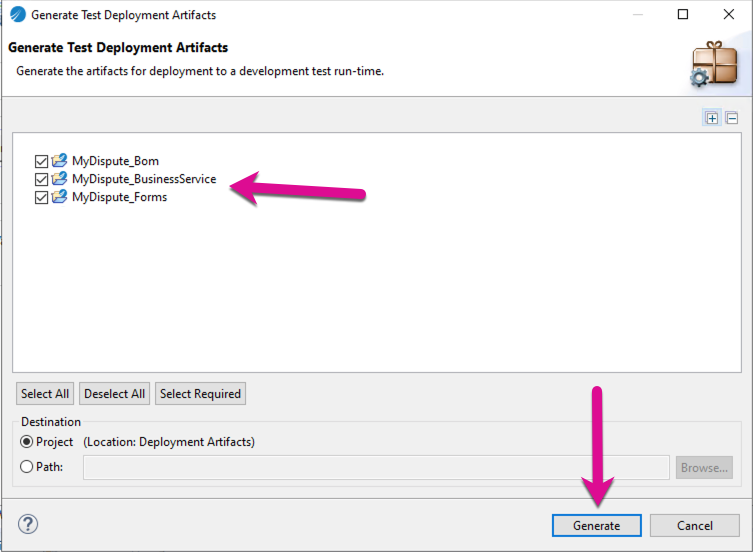 Generate Test Deployment Artifacts
Generate Test Deployment Artifacts
Generate the artifacts for deployment to a development test run-time.
MyDispute_Bom
MyDispute_BusinessService
MyDispute_Forms
Select All Deselect All Select Required
Destination
Project (Location: Deployment Artifacts)
Path: Browse...
? Generate Cancel